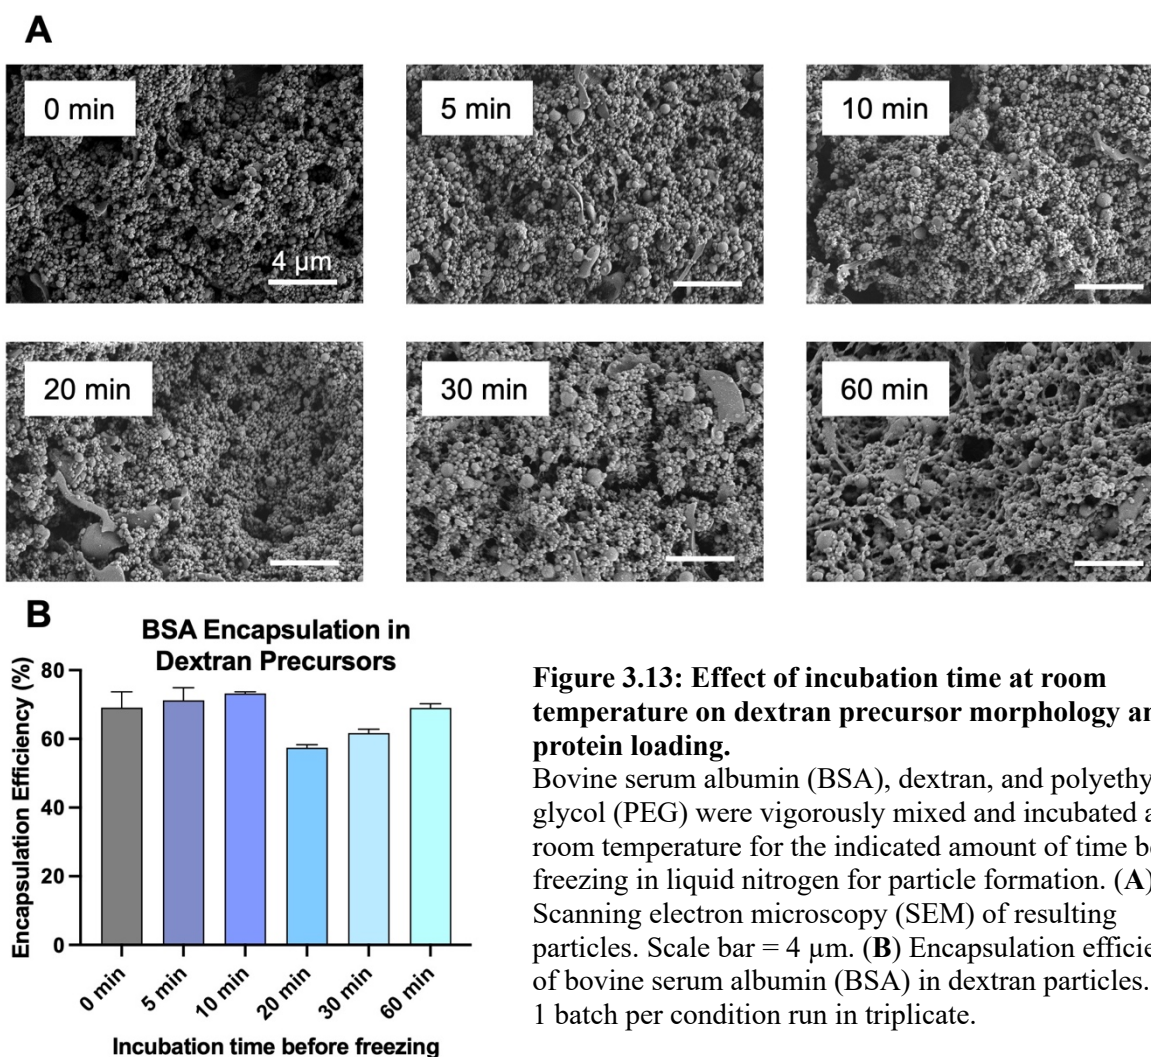 A
0 min
5 min
10 min
4 µm
20 min
30 min
60 min
B
BSA Encapsulation in
Dextran Precursors
Encapsulation Efficiency (%)
80
60
40
20
0
0 min
5 min
10 min
20 min
30 min
60 min
Incubation time before freezing
Figure 3.13: Effect of incubation time at room
temperature on dextran precursor morphology
protein loading.
Bovine serum albumin (BSA), dextran, and
glycol (PEG) were vigorously mixed and incubated
room temperature for the indicated amount of time
freezing in liquid nitrogen for particle formation. (A)
Scanning electron microscopy (SEM) of resulting
particles. Scale bar = 4 µm. (B) Encapsulation
of bovine serum albumin (BSA) in dextran particles.
1 batch per condition run in triplicate.